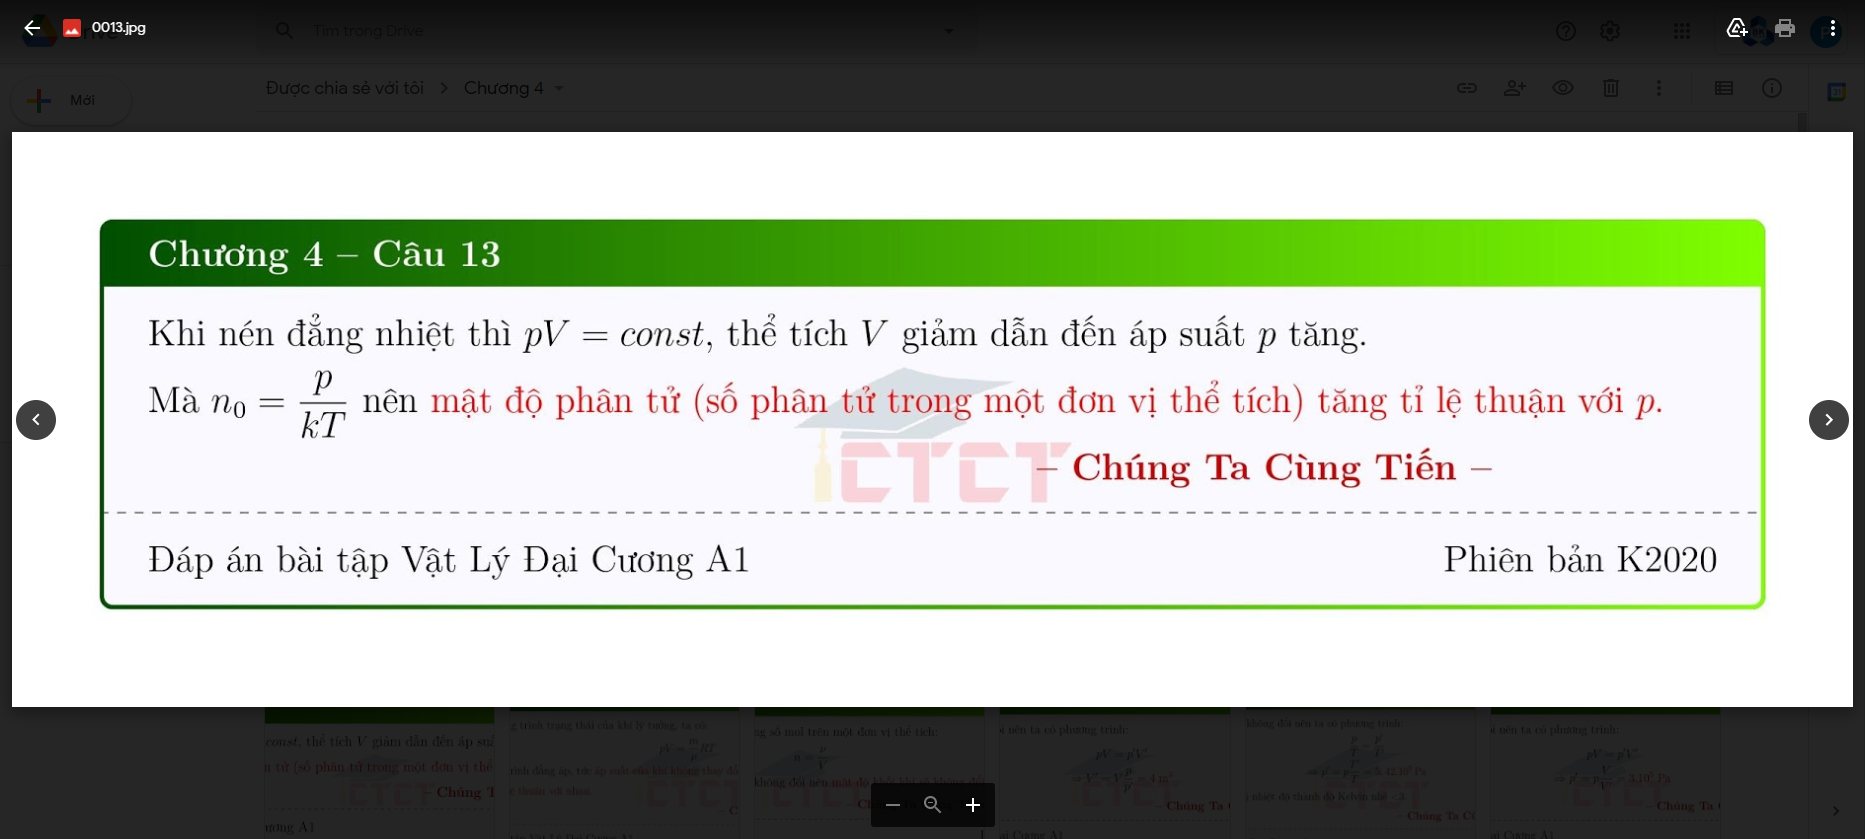 0013.jpg
Tìm trong Drive
Mới
Được chia sẻ với tôi > Chương 4
Chương 4 – Câu 13
Khi nén đẳng nhiệt thì pV = const, thể tích V giảm dẫn đến áp suất p tăng.
Mà n₀ = p/kT nên mật độ phân tử (số phân tử trong một đơn vị thể tích) tăng tỉ lệ thuận với p.
CTCT
– Chúng Ta Cùng Tiến –
Đáp án bài tập Vật Lý Đại Cương A1
Phiên bản K2020